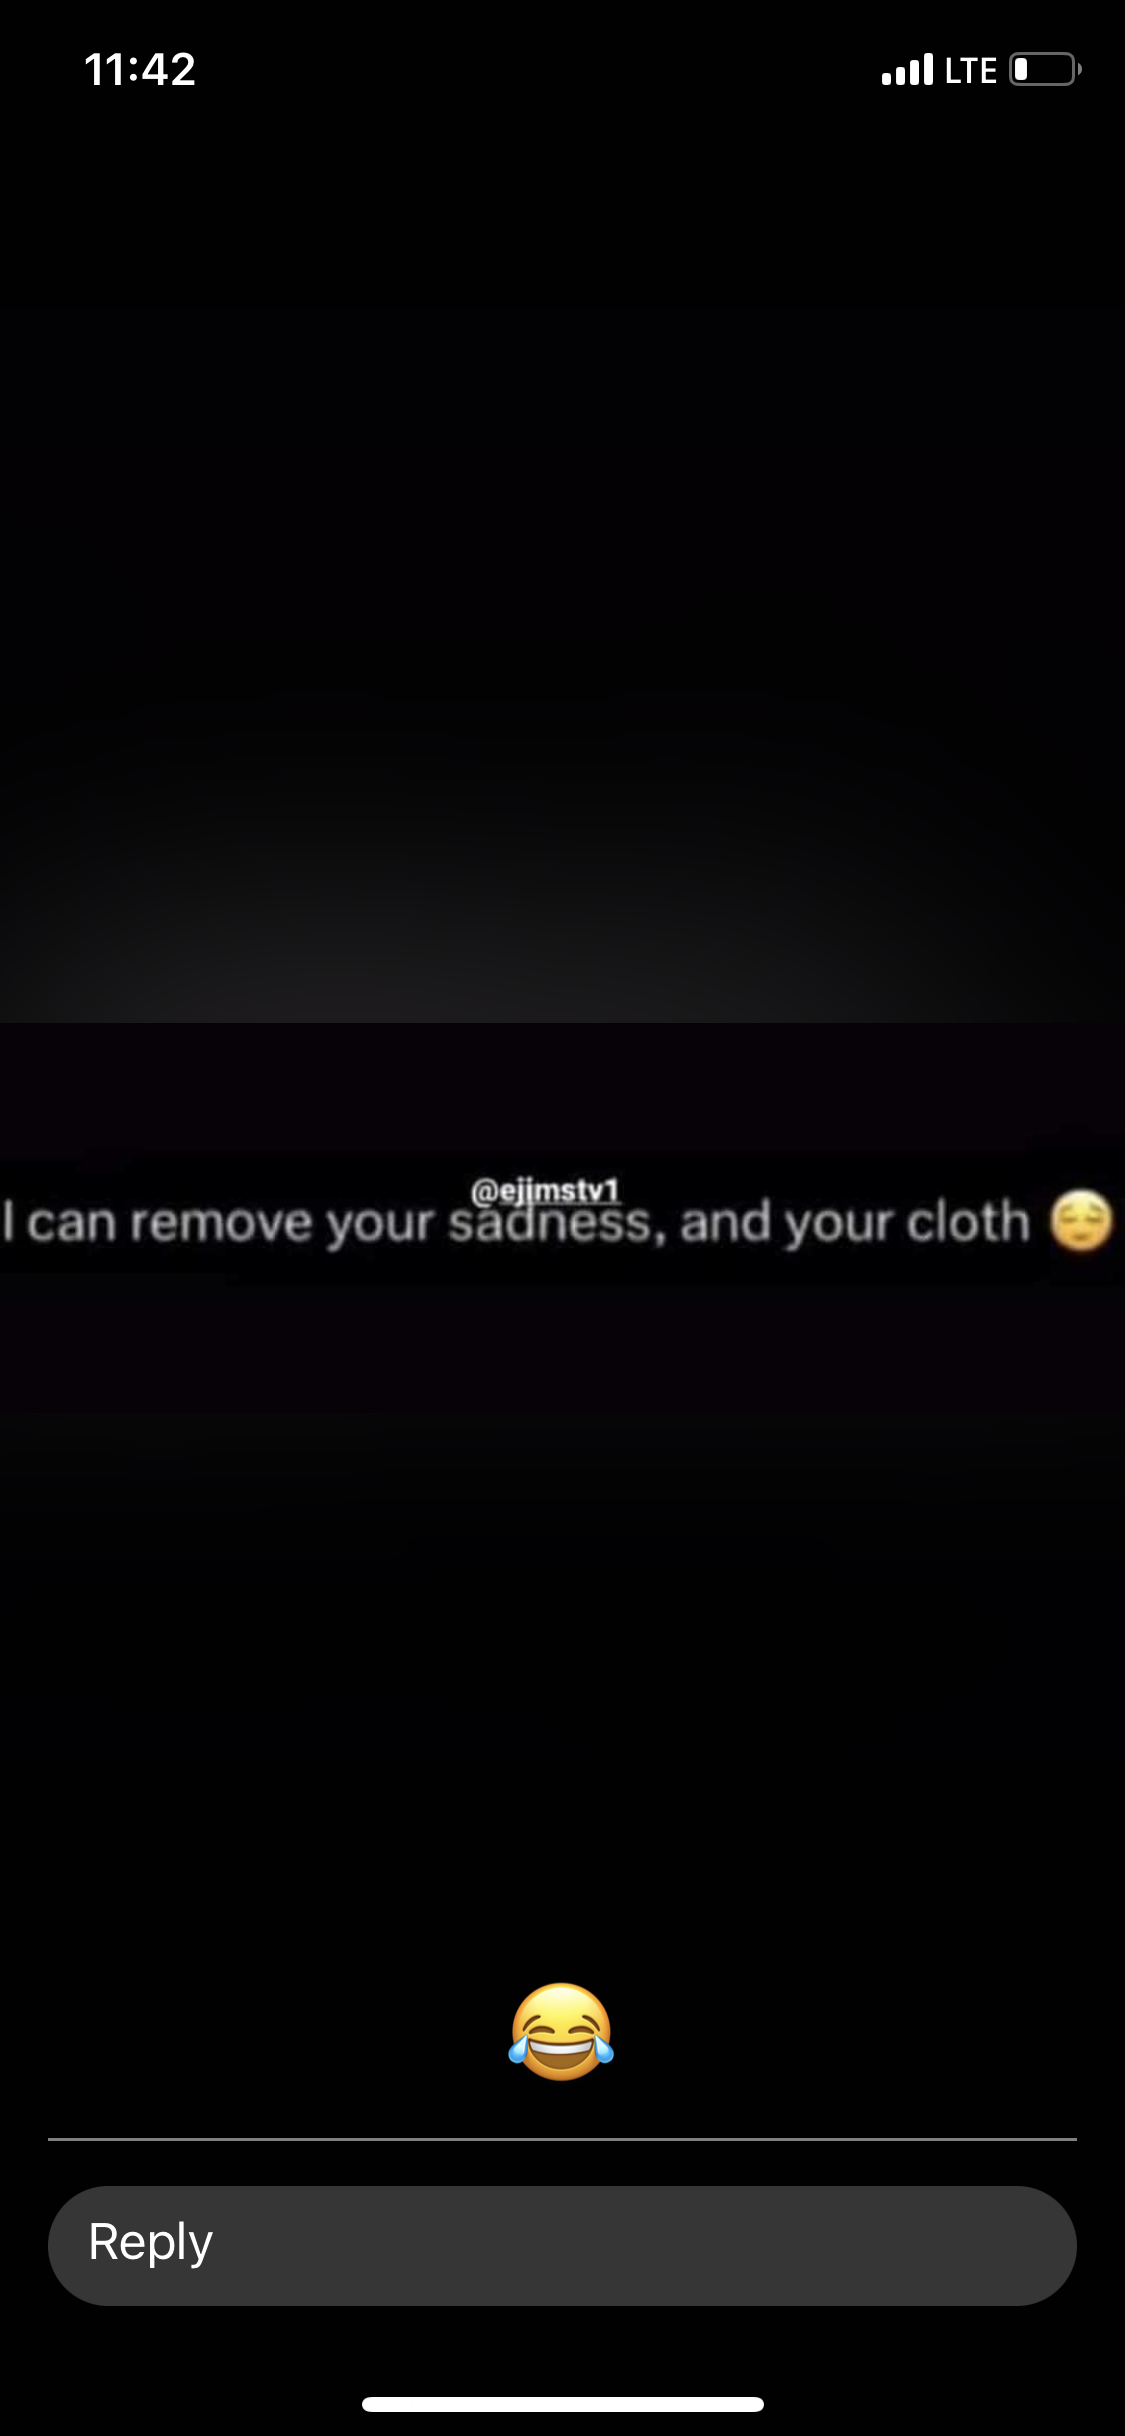 11:42
LTE
@ejimstv1
I can remove your sadness, and your cloth 😔
😂
Reply